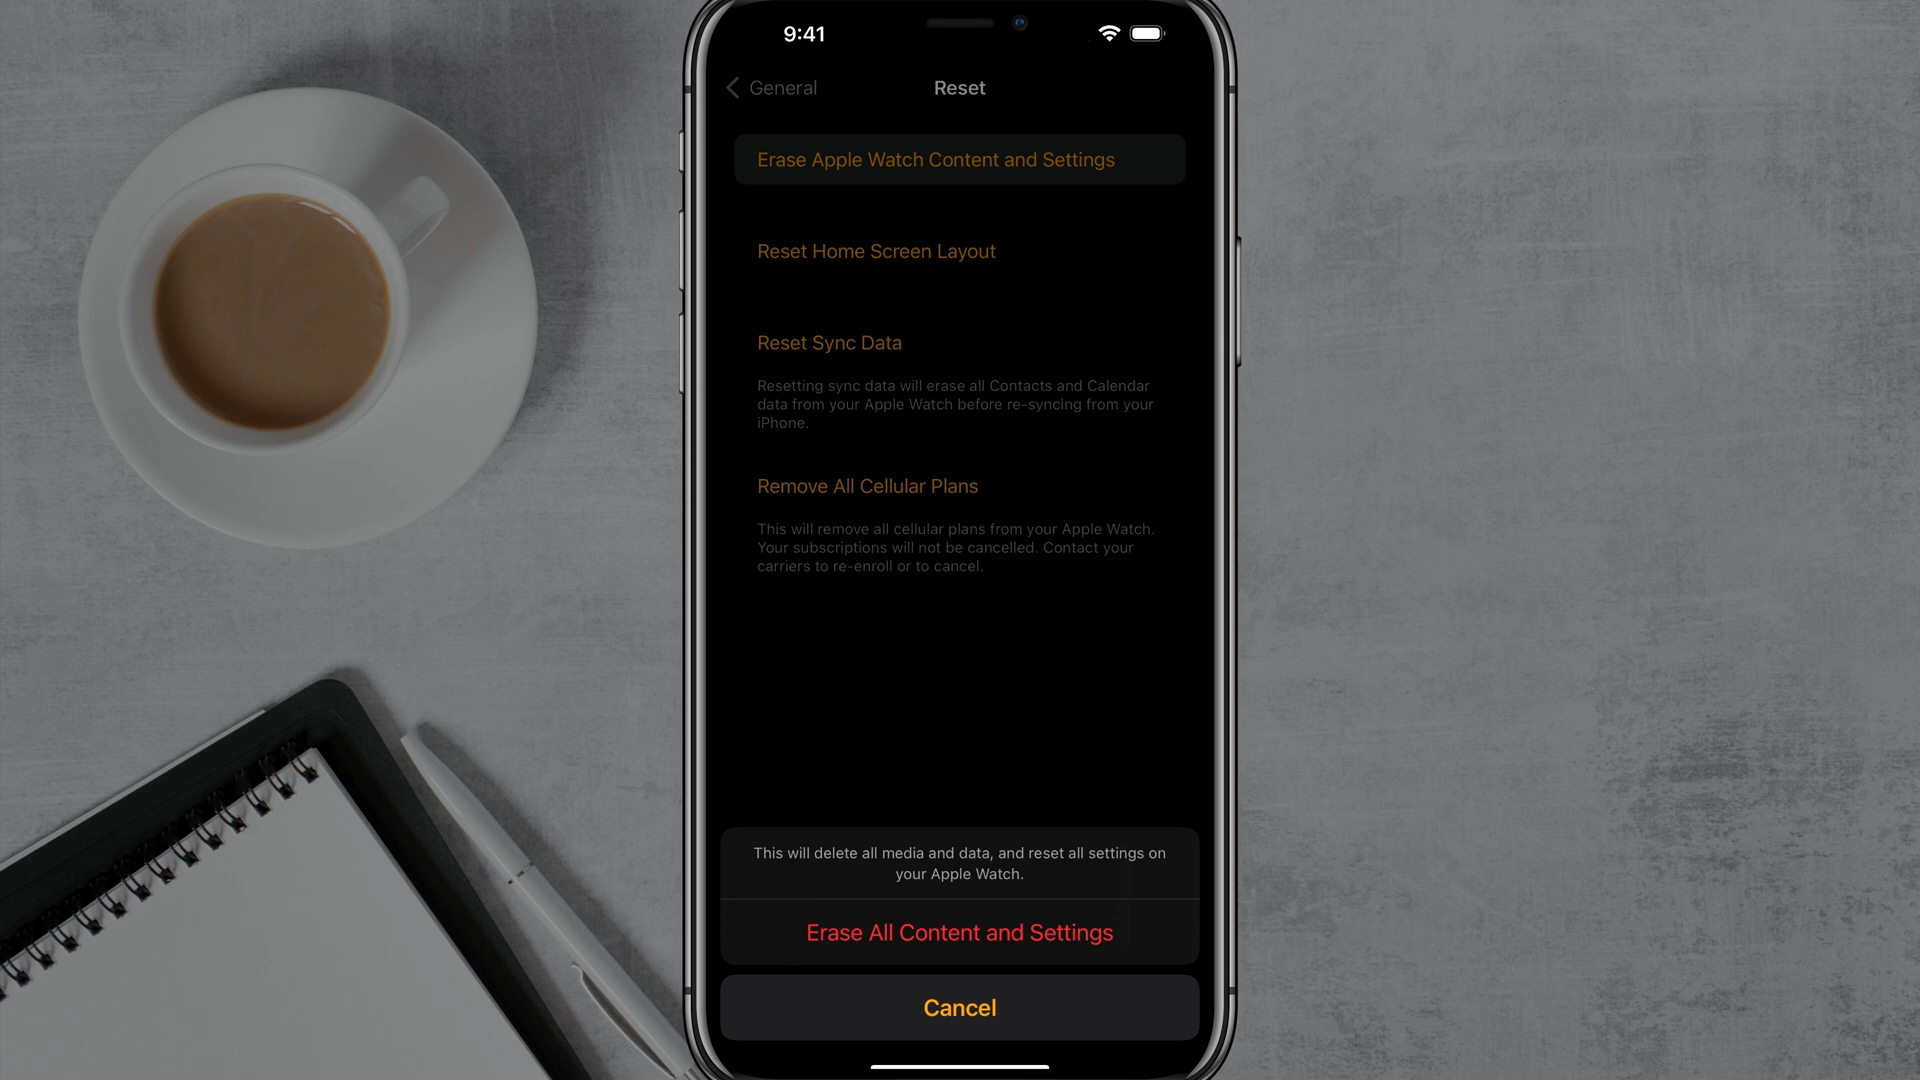 9:41
General
Reset
Erase Apple Watch Content and Settings
Reset Home Screen Layout
Reset Sync Data
Resetting sync data will erase all Contacts and Calendar
data from your Apple Watch before re-syncing from your
iPhone.
Remove All Cellular Plans
This will remove all cellular plans from your Apple Watch.
Your subscriptions will not be cancelled. Contact your
carriers to re-enroll or to cancel.
This will delete all media and data, and reset all settings on
your Apple Watch.
Erase All Content and Settings
Cancel